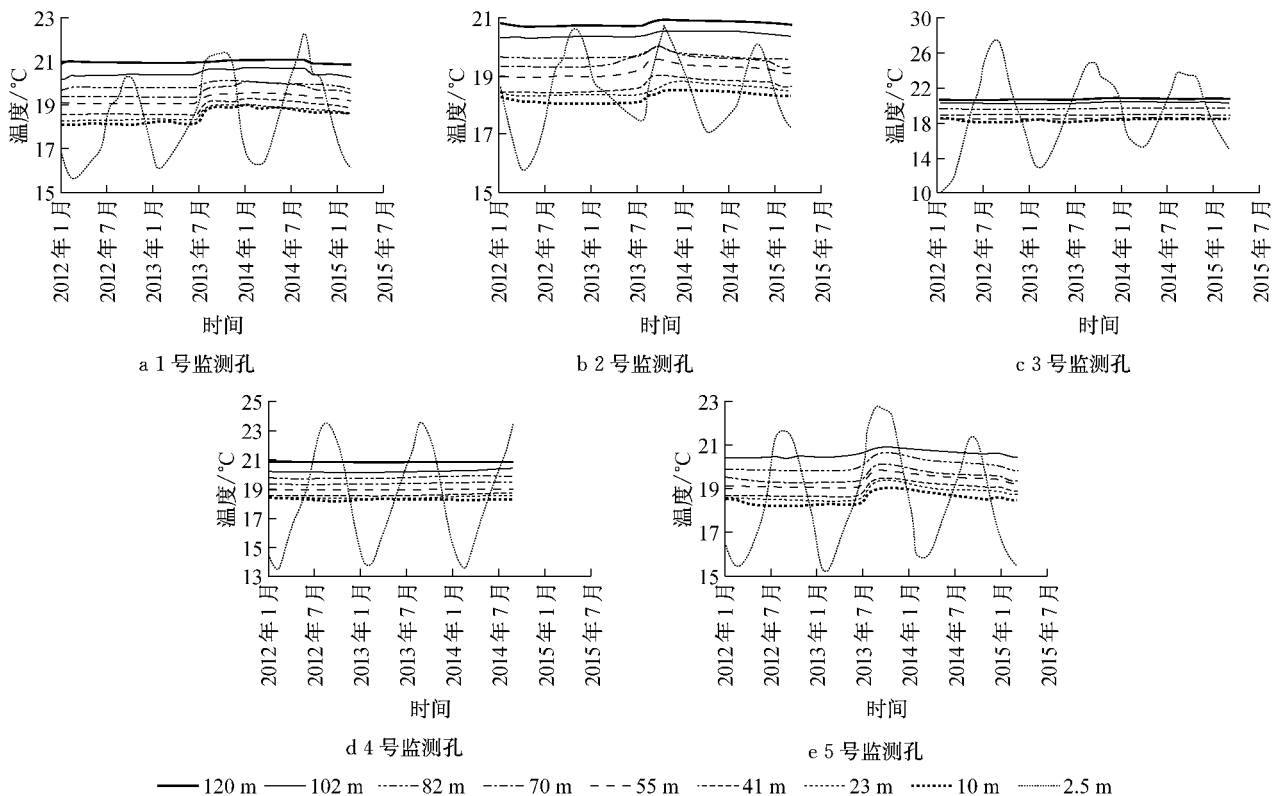 23
21
19
17
15
温度/℃
2012年1月
2012年7月
2013年1月
2013年7月
2014年1月
2014年7月
2015年1月
2015年7月
时间
a 1号监测孔
21
19
17
15
温度/℃
2012年1月
2012年7月
2013年1月
2013年7月
2014年1月
2014年7月
2015年1月
2015年7月
时间
b 2号监测孔
30
26
22
18
14
10
温度/℃
2012年1月
2012年7月
2013年1月
2013年7月
2014年1月
2014年7月
2015年1月
2015年7月
时间
c 3号监测孔
25
23
21
19
17
15
13
温度/℃
2012年1月
2012年7月
2013年1月
2013年7月
2014年1月
2014年7月
2015年1月
2015年7月
时间
d 4号监测孔
23
21
19
17
15
温度/℃
2012年1月
2012年7月
2013年1月
2013年7月
2014年1月
2014年7月
2015年1月
2015年7月
时间
e 5号监测孔
120 m 102 m 82 m 70 m 55 m 41 m 23 m 10 m 2.5 m